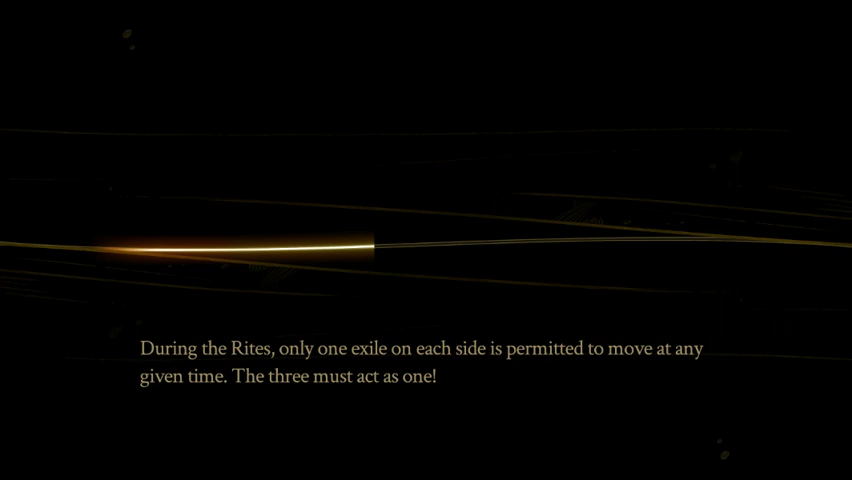 During the Rites, only one exile on each side is permitted to move at any
given time. The three must act as one!